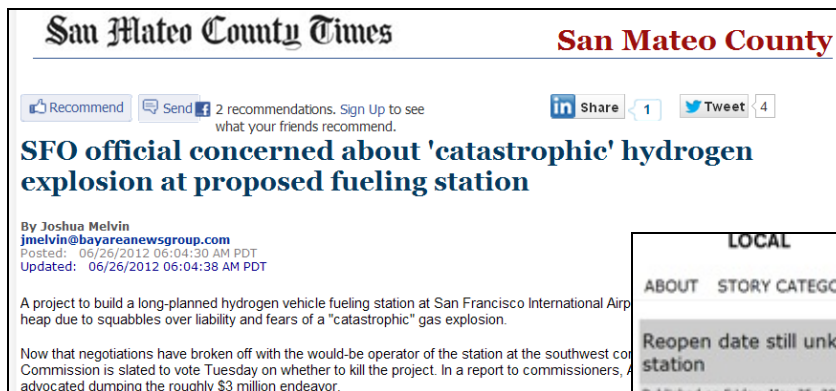 San Mateo County Times
San Mateo County
Recommend
Send
2 recommendations. Sign Up to see
what your friends recommend.
in Share 1
Tweet 4
SFO official concerned about 'catastrophic' hydrogen
explosion at proposed fueling station
By Joshua Melvin
jmelvin@bayareanewsgroup.com
Posted: 06/26/2012 06:04:30 AM PDT
Updated: 06/26/2012 06:04:38 AM PDT
A project to build a long-planned hydrogen vehicle fueling station at San Francisco International
heap due to squabbles over liability and fears of a "catastrophic" gas explosion.
Now that negotiations have broken off with the would-be operator of the station at the southwest
Commission is slated to vote Tuesday on whether to kill the project. In a report to commissioners,
advocated dumping the roughly $3 million endeavor.
LOCAL
ABOUT STORY
Reopen date still
station